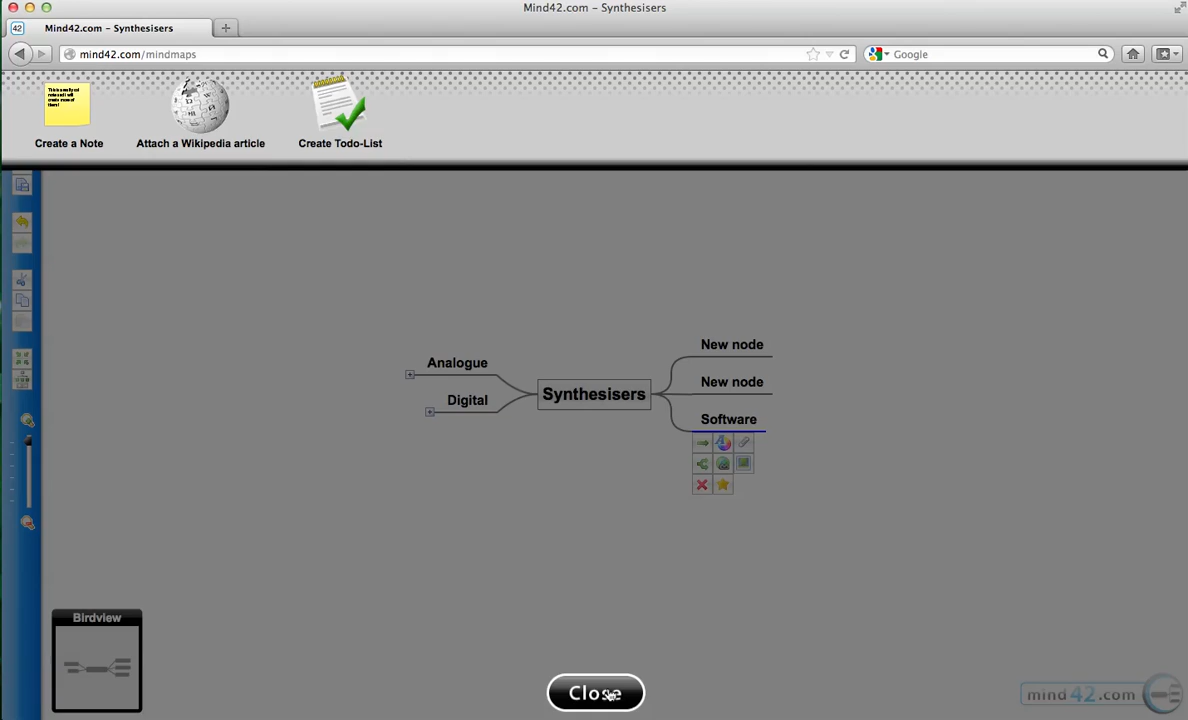 Mind42.com – Synthesisers
42 Mind42.com – Synthesisers
mind42.com/mindmaps
Google
Create a Note
Attach a Wikipedia article
Create Todo-List
New node
Analogue
New node
Synthesisers
Digital
Software
Birdview
Close
mind42.com